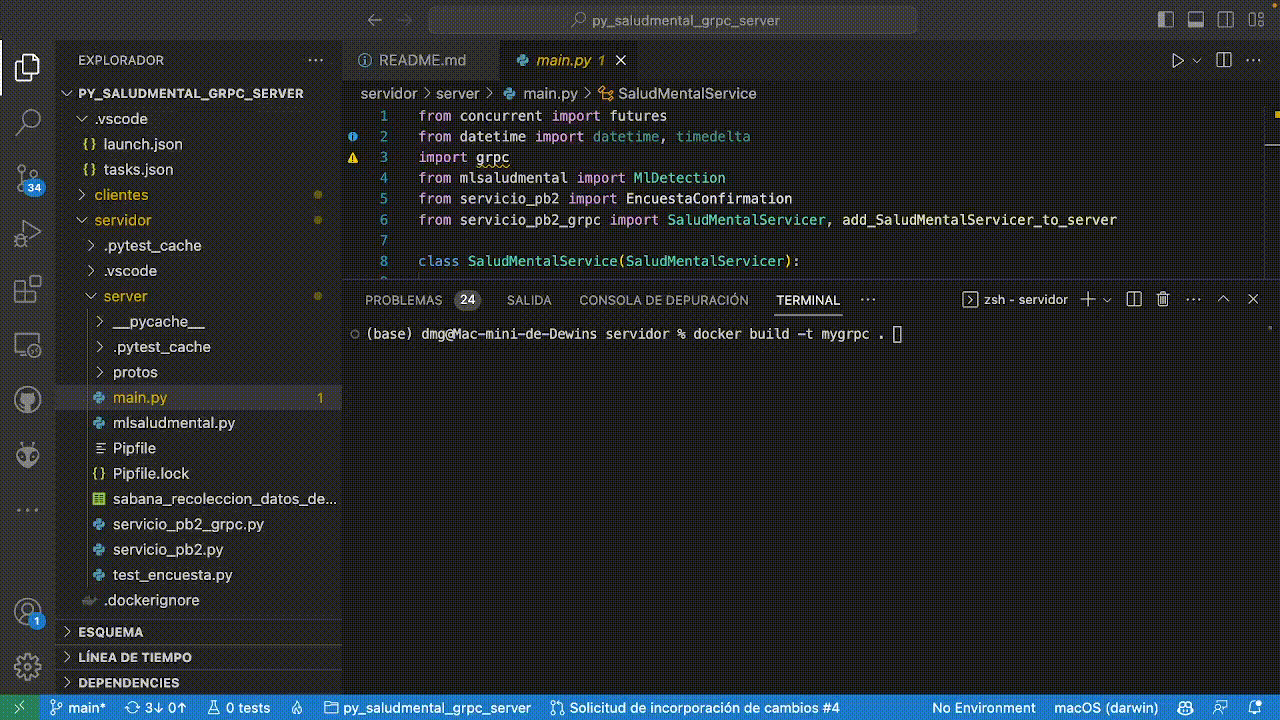 py_saludmental_grpc_server
EXPLORADOR
PY_SALUDMENTAL_GRPC_SERVER
.vscode
{} launch.json
{} tasks.json
clientes
servidor
.pytest_cache
.vscode
server
__pycache__
.pytest_cache
protos
main.py 1
mlsaludmental.py
Pipfile
{} Pipfile.lock
sabana_recoleccion_datos_de...
servicio_pb2_grpc.py
servicio_pb2.py
test_encuesta.py
.dockerignore
ESQUEMA
LÍNEA DE TIEMPO
DEPENDENCIES
34
1
README.md
main.py 1
servidor > server > main.py > SaludMentalService
1 from concurrent import futures
2 from datetime import datetime, timedelta
3 import grpc
4 from mlsaludmental import MlDetection
5 from servicio_pb2 import EncuestaConfirmation
6 from servicio_pb2_grpc import SaludMentalServicer, add_SaludMentalServicer_to_server
7
8 class SaludMentalService(SaludMentalServicer):
PROBLEMAS 24 SALIDA CONSOLA DE DEPURACIÓN TERMINAL
zsh - servidor
(base) dmg@Mac-mini-de-Dewins servidor % docker build -t mygrpc .
main* 3↓ 0↑ 0 tests py_saludmental_grpc_server Solicitud de incorporación de cambios #4 No Environment macOS (darwin)